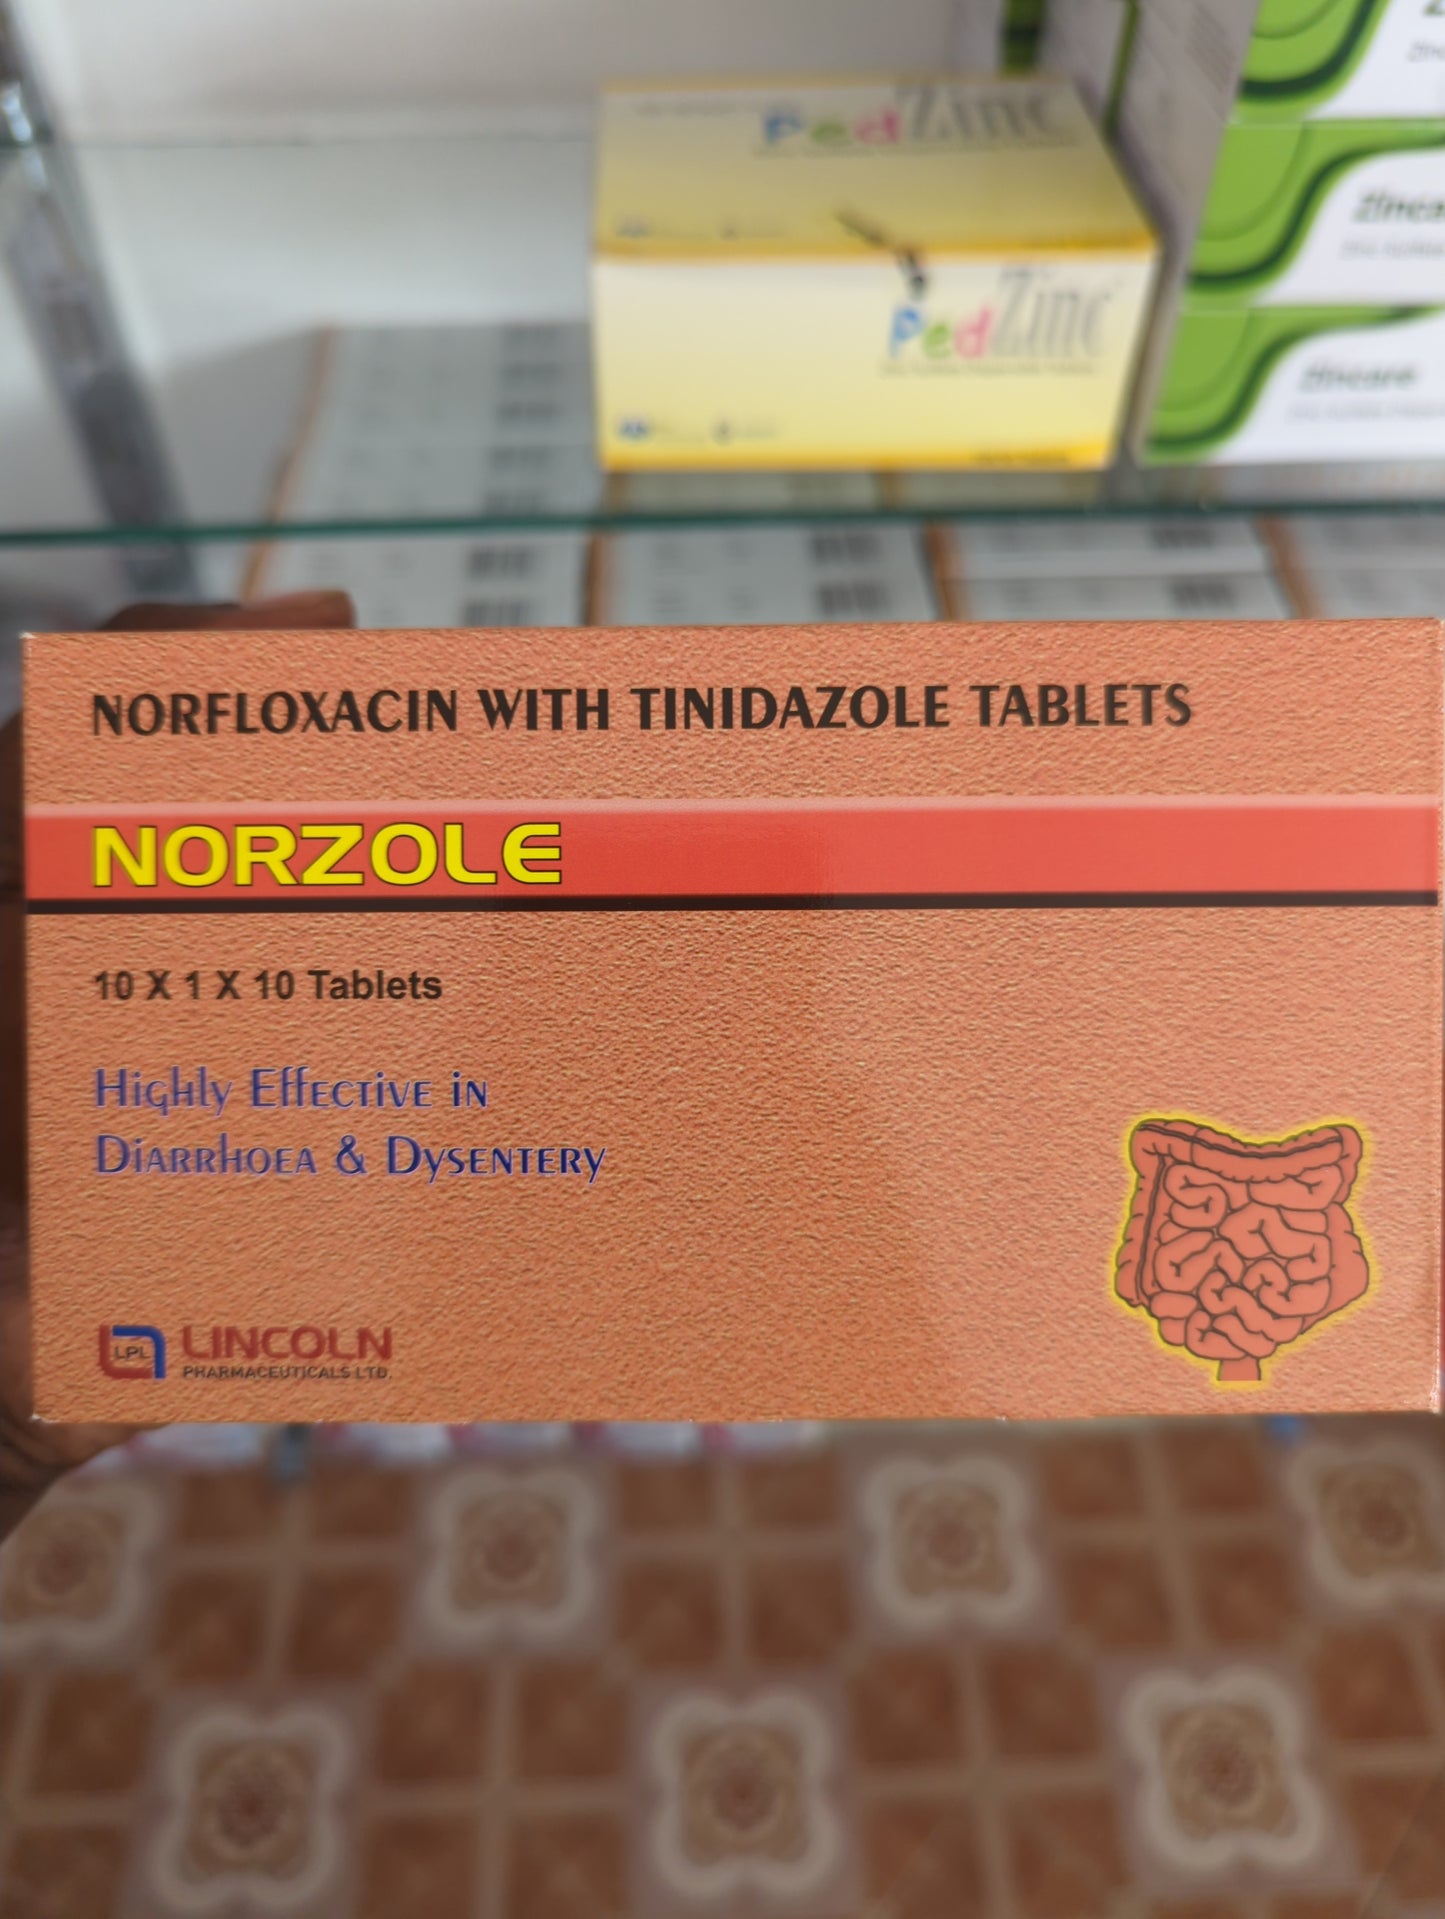 PedZinc
PedZinc
Zincare
NORFLOXACIN WITH TINIDAZOLE TABLETS
NORZOLE
10 X 1 X 10 Tablets
Highly Effective in
Diarrhoea & Dysentery
LPL LINCOLN
PHARMACEUTICALS LTD.